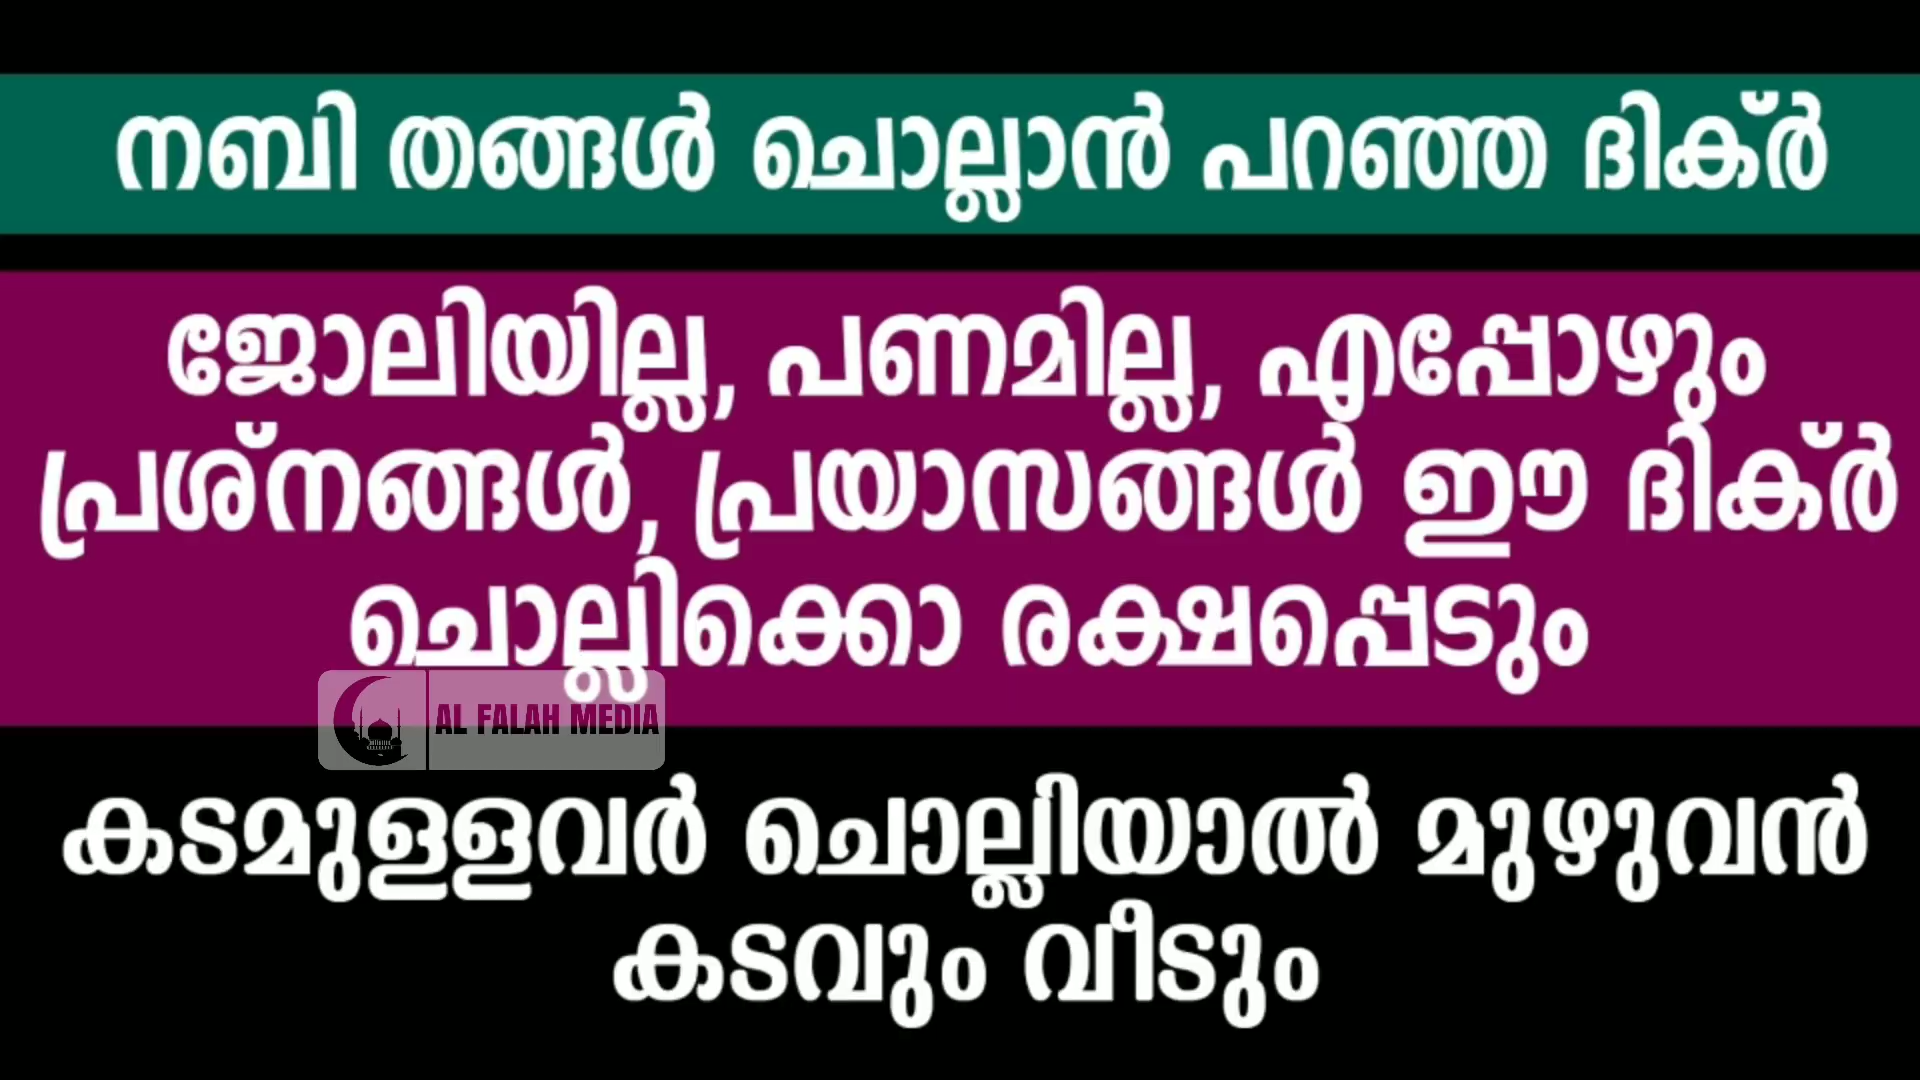 നബി തങ്ങൾ ചൊല്ലാൻ പറഞ്ഞ ദിക്ർ
ജോലിയില്ല, പണമില്ല, എപ്പോഴും
പ്രശ്നങ്ങൾ, പ്രയാസങ്ങൾ ഈ ദിക്ർ
ചൊല്ലിക്കൊ രക്ഷപ്പെടും
AL FALAH MEDIA
കടമുള്ളവർ ചൊല്ലിയാൽ മുഴുവൻ
കടവും വീടും